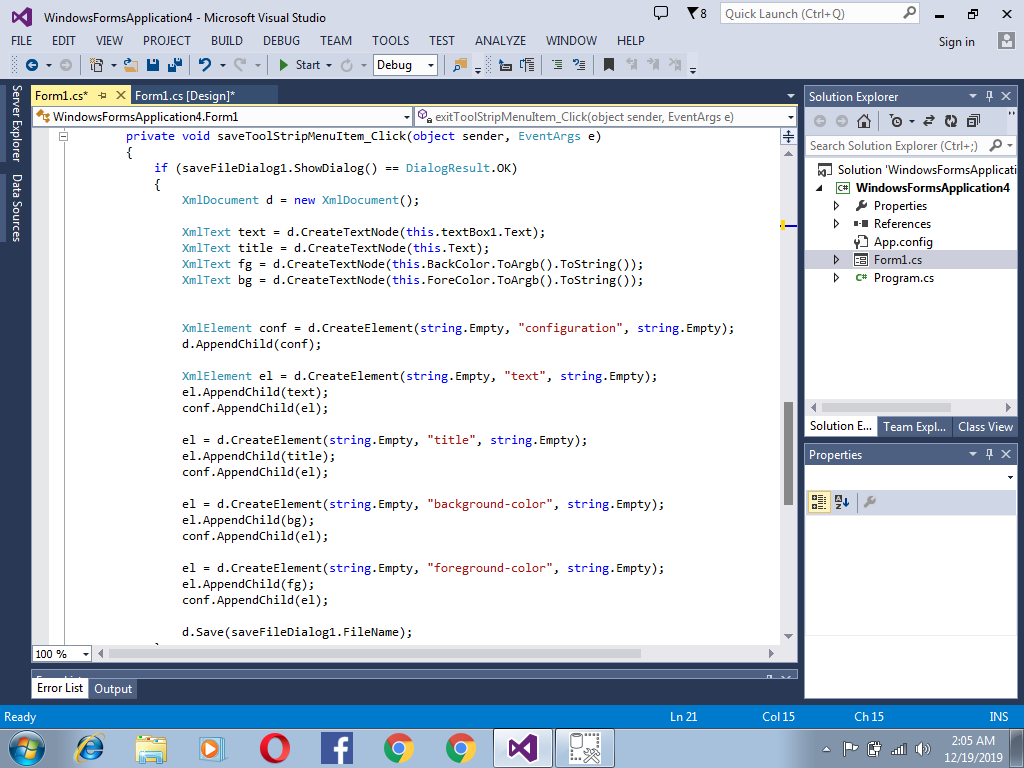 WindowsFormsApplication4 - Microsoft Visual Studio
8
Quick Launch (Ctrl+Q)
FILE EDIT VIEW PROJECT BUILD DEBUG TEAM TOOLS TEST ANALYZE WINDOW HELP
Sign in
Start Debug
Server Explorer
Data Sources
Form1.cs* Form1.cs [Design]*
WindowsFormsApplication4.Form1
exitToolStripMenuItem_Click(object sender, EventArgs e)
private void saveToolStripMenuItem_Click(object sender, EventArgs e)
{
if (saveFileDialog1.ShowDialog() == DialogResult.OK)
{
XmlDocument d = new XmlDocument();
XmlText text = d.CreateTextNode(this.textBox1.Text);
XmlText title = d.CreateTextNode(this.Text);
XmlText fg = d.CreateTextNode(this.BackColor.ToArgb().ToString());
XmlText bg = d.CreateTextNode(this.ForeColor.ToArgb().ToString());
XmlElement conf = d.CreateElement(string.Empty, "configuration", string.Empty);
d.AppendChild(conf);
XmlElement el = d.CreateElement(string.Empty, "text", string.Empty);
el.AppendChild(text);
conf.AppendChild(el);
el = d.CreateElement(string.Empty, "title", string.Empty);
el.AppendChild(title);
conf.AppendChild(el);
el = d.CreateElement(string.Empty, "background-color", string.Empty);
el.AppendChild(bg);
conf.AppendChild(el);
el = d.CreateElement(string.Empty, "foreground-color", string.Empty);
el.AppendChild(fg);
conf.AppendChild(el);
d.Save(saveFileDialog1.FileName);
100 %
Error List Output
Solution Explorer
Search Solution Explorer (Ctrl+;)
Solution 'WindowsFormsApplicati
C# WindowsFormsApplication4
Properties
References
App.config
Form1.cs
C# Program.cs
Solution E... Team Expl... Class View
Properties
Ready
Ln 21
Col 15
Ch 15
INS
2:05 AM
12/19/2019